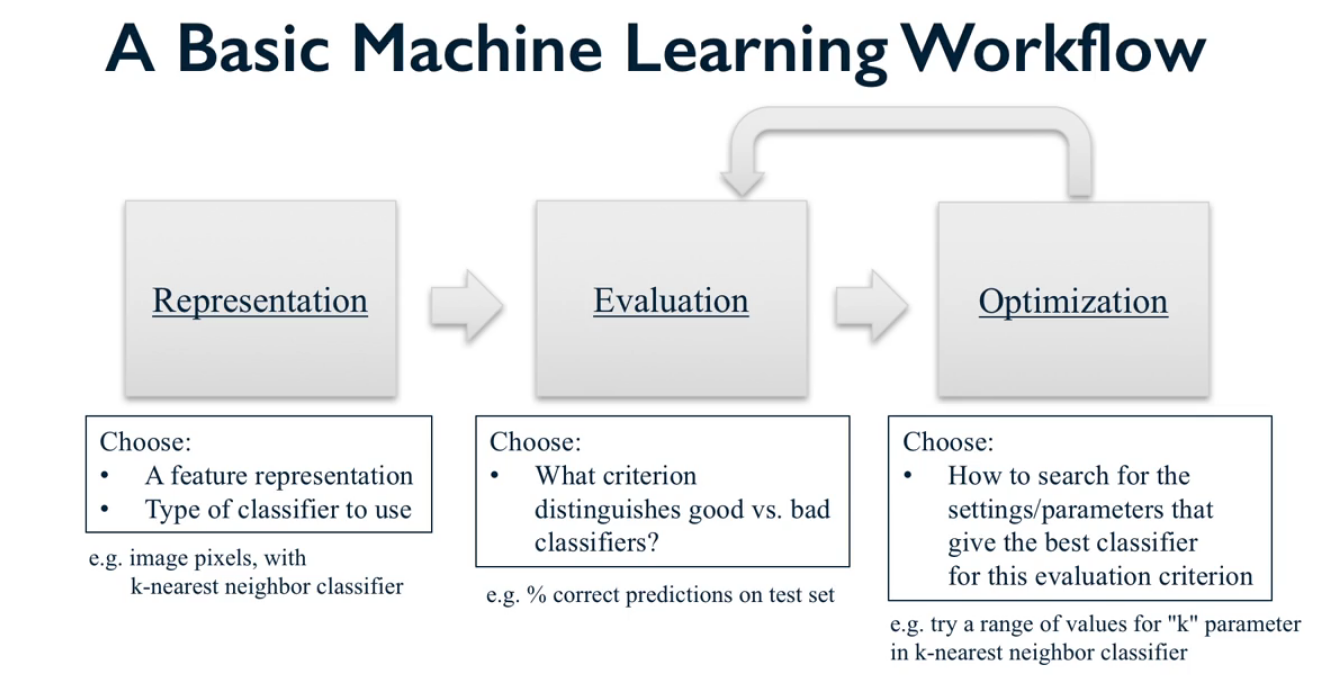 A Basic Machine Learning Workflow
Representation
Evaluation
Optimization
Choose:
• A feature representation
• Type of classifier to use
e.g. image pixels, with
k-nearest neighbor classifier
Choose:
• What criterion
distinguishes good vs. bad
classifiers?
e.g. % correct predictions on test set
Choose:
• How to search for the
settings/parameters that
give the best classifier
for this evaluation criterion
e.g. try a range of values for "k" parameter
in k-nearest neighbor classifier